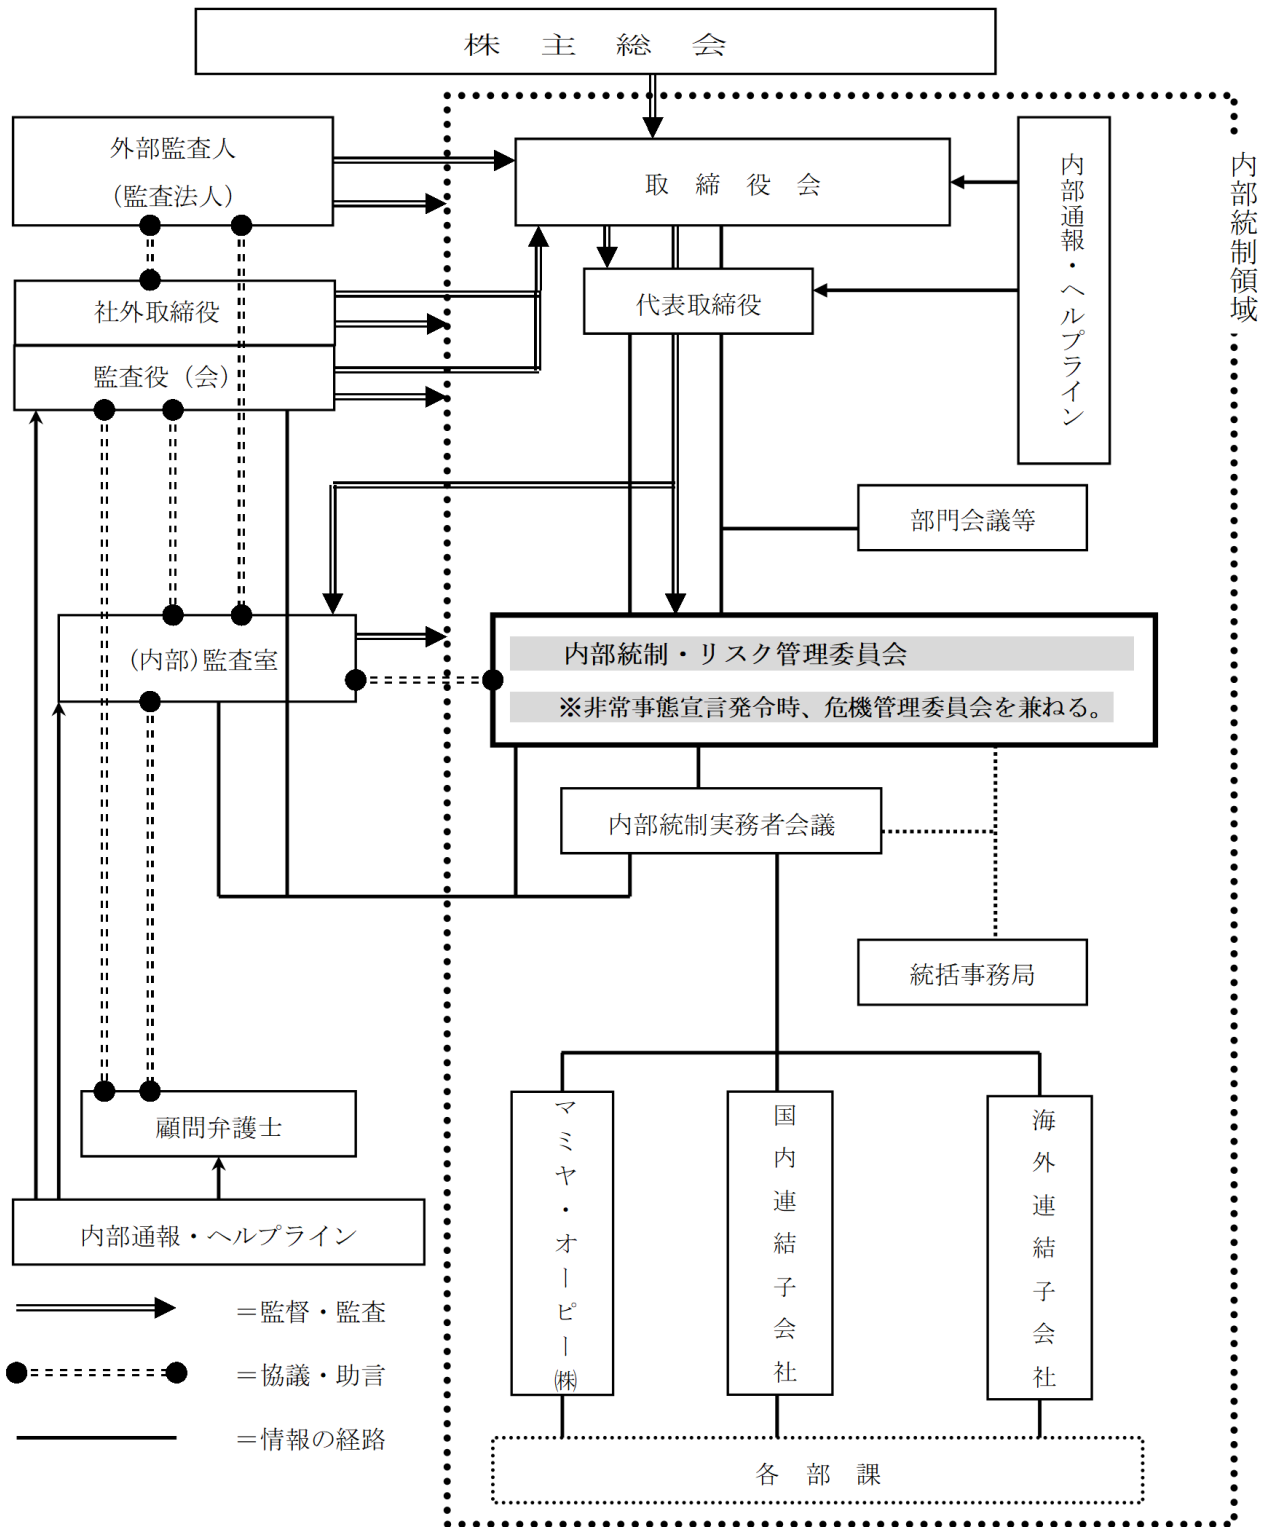 株主総会
外部監査人
(監査法人)
取締役会
内部通報・ヘルプライン
内部統制領域
社外取締役
代表取締役
監査役（会）
部門会議等
(内部)監査室
内部統制・リスク管理委員会
※非常事態宣言発令時、危機管理委員会を兼ねる。
内部統制実務者会議
統括事務局
顧問弁護士
マミヤ・オーピー㈱
国内連結子会社
海外連結子会社
内部通報・ヘルプライン
＝監督・監査
＝協議・助言
＝情報の経路
各部課